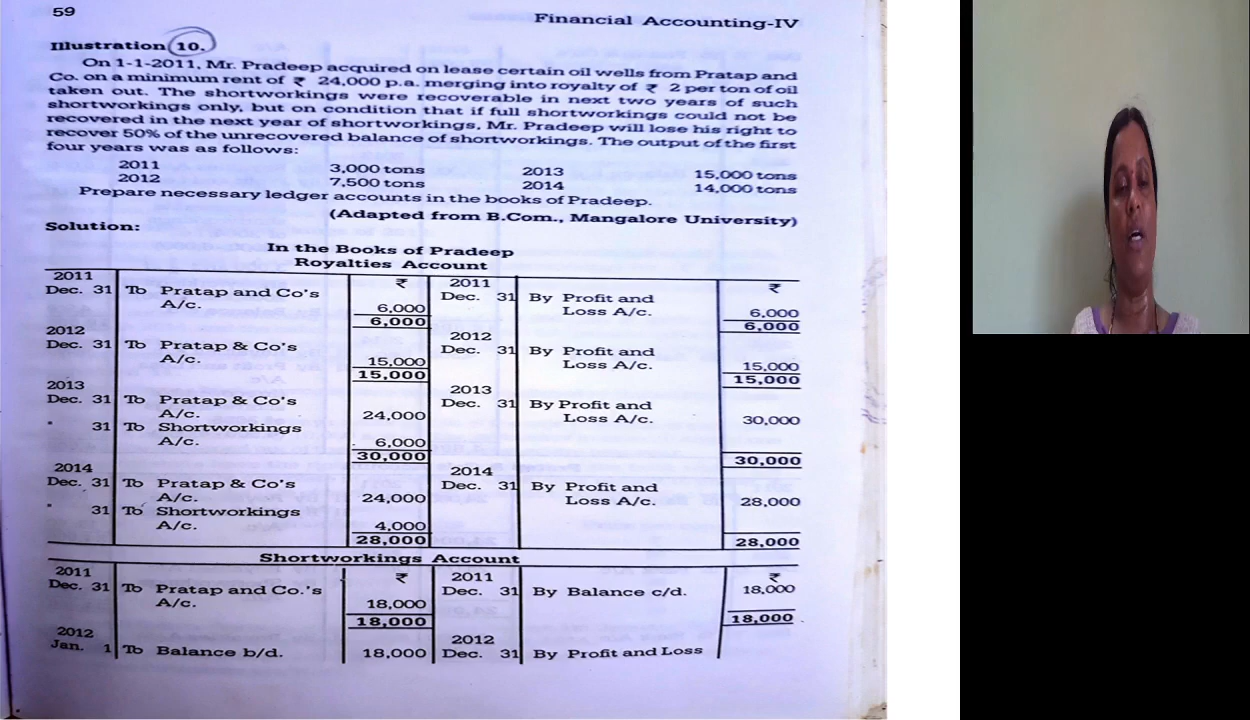 59
Financial Accounting-IV
Illustration 10.
On 1-1-2011, Mr. Pradeep acquired on lease certain oil wells from Pratap and
Co. on a minimum rent of ₹ 24,000 p.a. merging into royalty of ₹ 2 per ton of oil
taken out. The shortworkings were recoverable in next two years of such
shortworkings only, but on condition that if full shortworkings could not be
recovered in the next year of shortworkings, Mr. Pradeep will lose his right to
recover 50% of the unrecovered balance of shortworkings. The output of the first
four years was as follows:
2011 3,000 tons 2013 15,000 tons
2012 7,500 tons 2014 14,000 tons
Prepare necessary ledger accounts in the books of Pradeep.
(Adapted from B.Com., Mangalore University)
Solution:
In the Books of Pradeep
Royalties Account
2011 ₹ 2011 ₹
Dec. 31 To Pratap and Co's Dec. 31 By Profit and
A/c. 6,000 Loss A/c. 6,000
6,000 6,000
2012 2012
Dec. 31 To Pratap & Co's Dec. 31 By Profit and
A/c. 15,000 Loss A/c. 15,000
15,000 15,000
2013 2013
Dec. 31 To Pratap & Co's Dec. 31 By Profit and
A/c. 24,000 Loss A/c. 30,000
" 31 To Shortworkings
A/c. 6,000
30,000 30,000
2014 2014
Dec. 31 To Pratap & Co's Dec. 31 By Profit and
A/c. 24,000 Loss A/c. 28,000
" 31 To Shortworkings
A/c. 4,000
28,000 28,000
Shortworkings Account
2011 ₹ 2011 ₹
Dec. 31 To Pratap and Co.'s Dec. 31 By Balance c/d. 18,000
A/c. 18,000
18,000 18,000
2012 2012
Jan. 1 To Balance b/d. 18,000 Dec. 31 By Profit and Loss